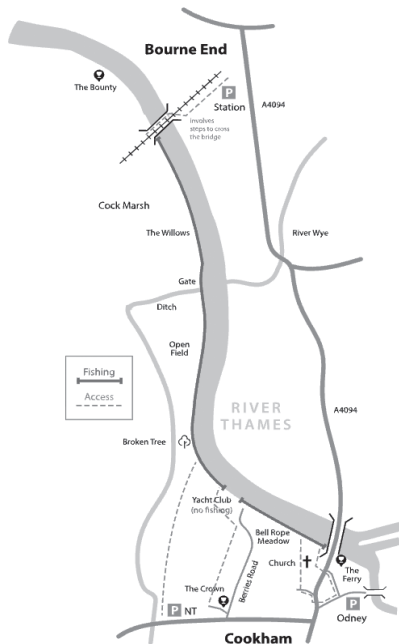 Bourne End
The Bounty
P
Station
A4094
involves
steps to cross
the bridge
Cock Marsh
The Willows
River Wye
Gate
Ditch
Open
Field
Fishing
Access
RIVER
THAMES
A4094
Broken Tree
Yacht Club
(no fishing)
Bell Rope
Meadow
Church
The
Ferry
Berries Road
The Crown
P NT
P
Odney
Cookham